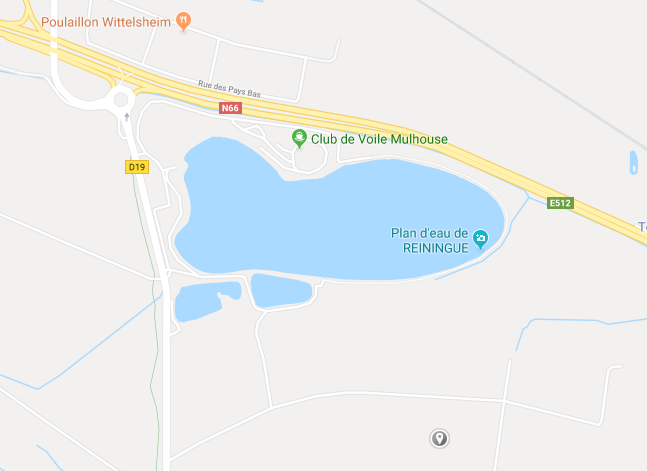 Poulaillon Wittelsheim
Rue des Pays Bas
N66
Club de Voile Mulhouse
D19
E512
Plan d'eau de
REININGUE